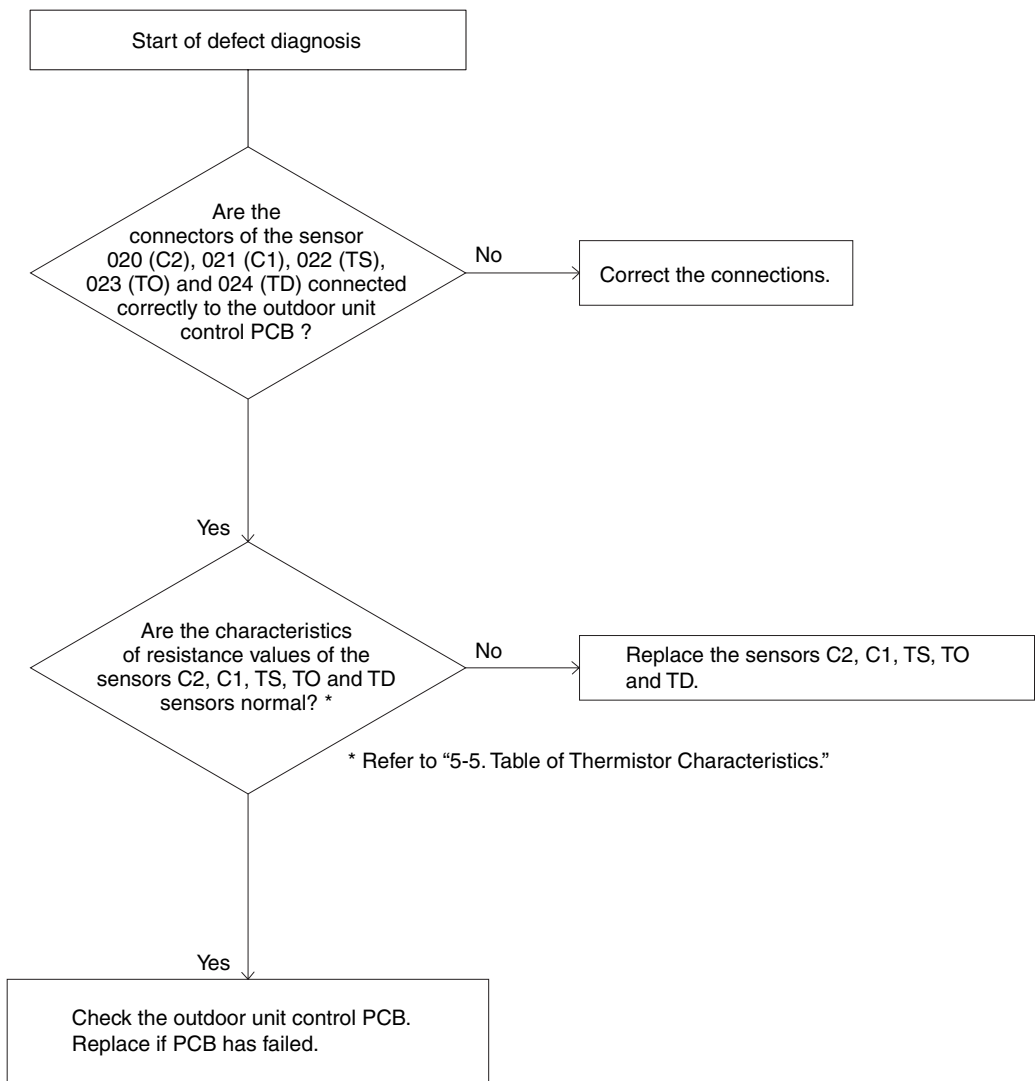 Start of defect diagnosis
Are the
connectors of the sensor
020 (C2), 021 (C1), 022 (TS),
023 (TO) and 024 (TD) connected
correctly to the outdoor unit
control PCB ?
No
Correct the connections.
Yes
Are the characteristics
of resistance values of the
sensors C2, C1, TS, TO and TD
sensors normal? *
No
Replace the sensors C2, C1, TS, TO
and TD.
* Refer to “5-5. Table of Thermistor Characteristics.”
Yes
Check the outdoor unit control PCB.
Replace if PCB has failed.